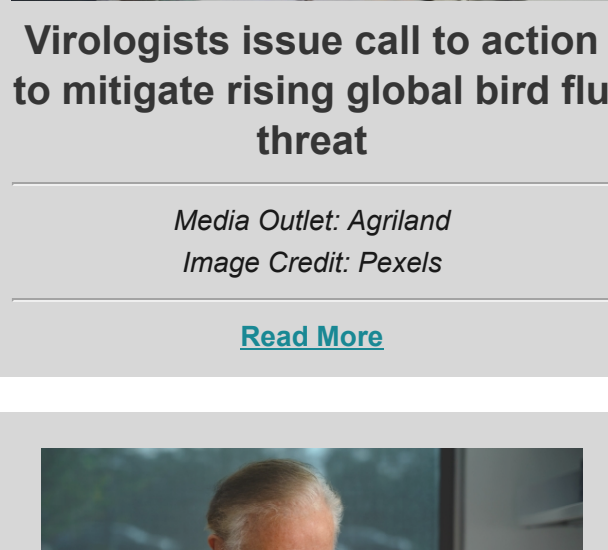 Virologists issue call to action
to mitigate rising global bird flu
threat
Media Outlet: Agriland
Image Credit: Pexels
Read More